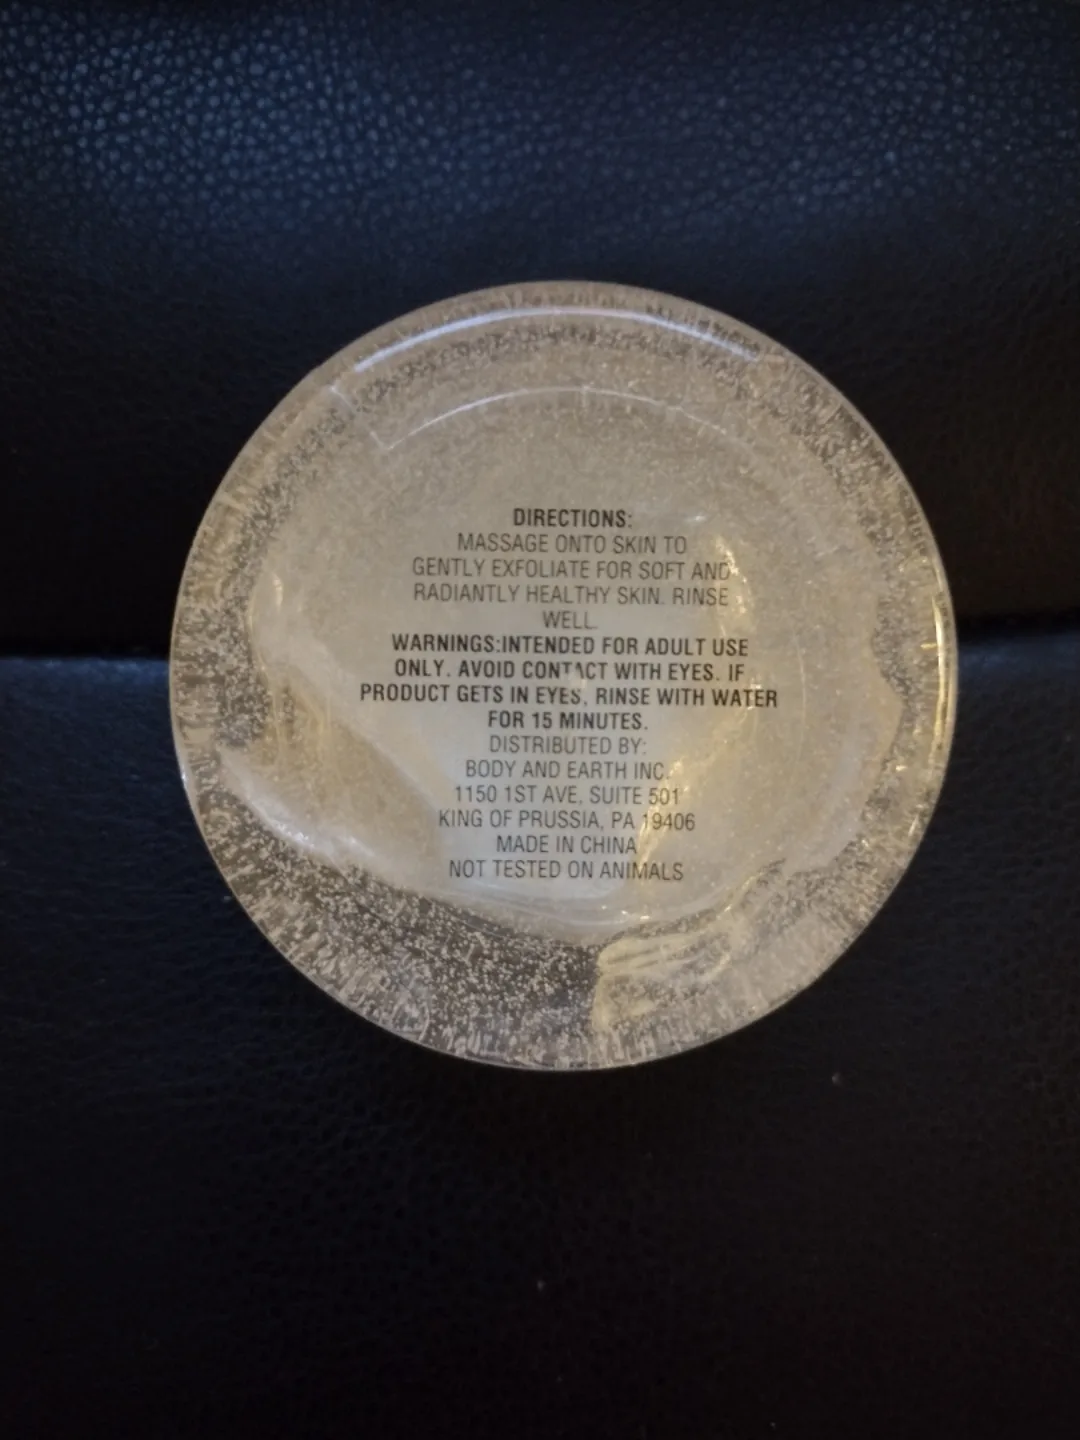 DIRECTIONS:
MASSAGE ONTO SKIN TO
GENTLY EXFOLIATE FOR SOFT AND
RADIANTLY HEALTHY SKIN. RINSE
WELL.
WARNINGS:INTENDED FOR ADULT USE
ONLY. AVOID CONTACT WITH EYES. IF
PRODUCT GETS IN EYES, RINSE WITH WATER
FOR 15 MINUTES.
DISTRIBUTED BY:
BODY AND EARTH INC.
1150 1ST AVE, SUITE 501
KING OF PRUSSIA, PA 19406
MADE IN CHINA
NOT TESTED ON ANIMALS